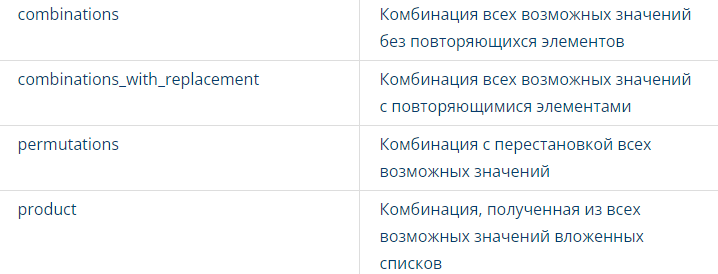 combinations
Комбинация всех возможных значений
без повторяющихся элементов
combinations_with_replacement
Комбинация всех возможных значений
с повторяющимися элементами
permutations
Комбинация с перестановкой всех
возможных значений
product
Комбинация, полученная из всех
возможных значений вложенных
списков